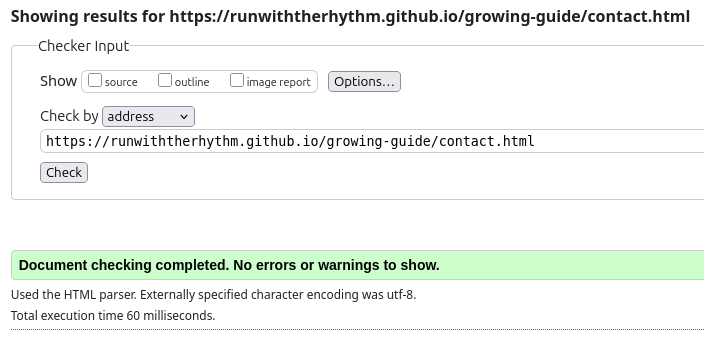 Showing results for https://runwiththerhythm.github.io/growing-guide/contact.html
Checker Input
Show source outline image report Options...
Check by address
https://runwiththerhythm.github.io/growing-guide/contact.html
Check
Document checking completed. No errors or warnings to show.
Used the HTML parser. Externally specified character encoding was utf-8.
Total execution time 60 milliseconds.